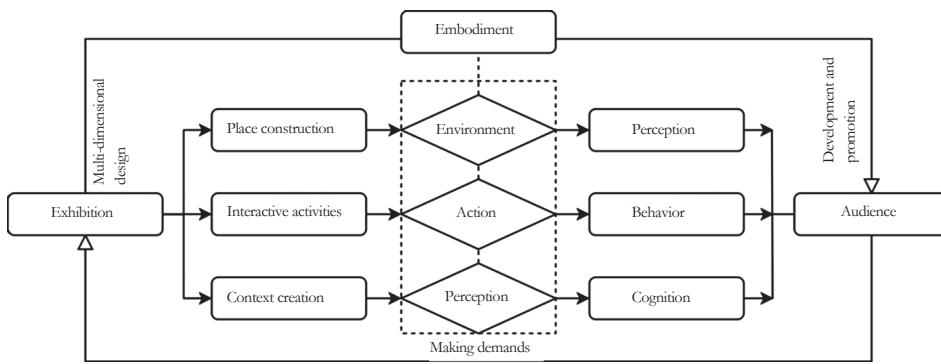 Embodiment
Multi-dimensional
design
Development and
promotion
Place construction
Environment
Perception
Exhibition
Interactive activities
Action
Behavior
Audience
Context creation
Perception
Cognition
Making demands